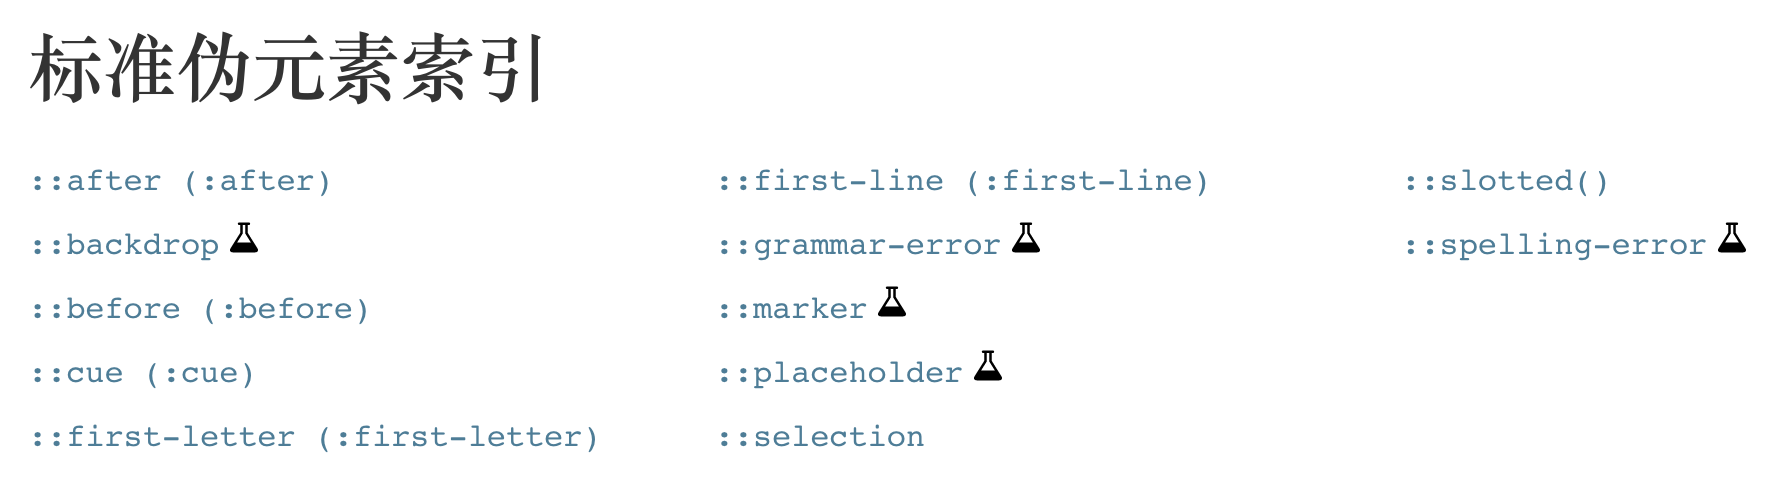 标准伪元素索引
::after (:after)
::backdrop
::before (:before)
::cue (:cue)
::first-letter (:first-letter)
::first-line (:first-line)
::grammar-error
::marker
::placeholder
::selection
::slotted()
::spelling-error